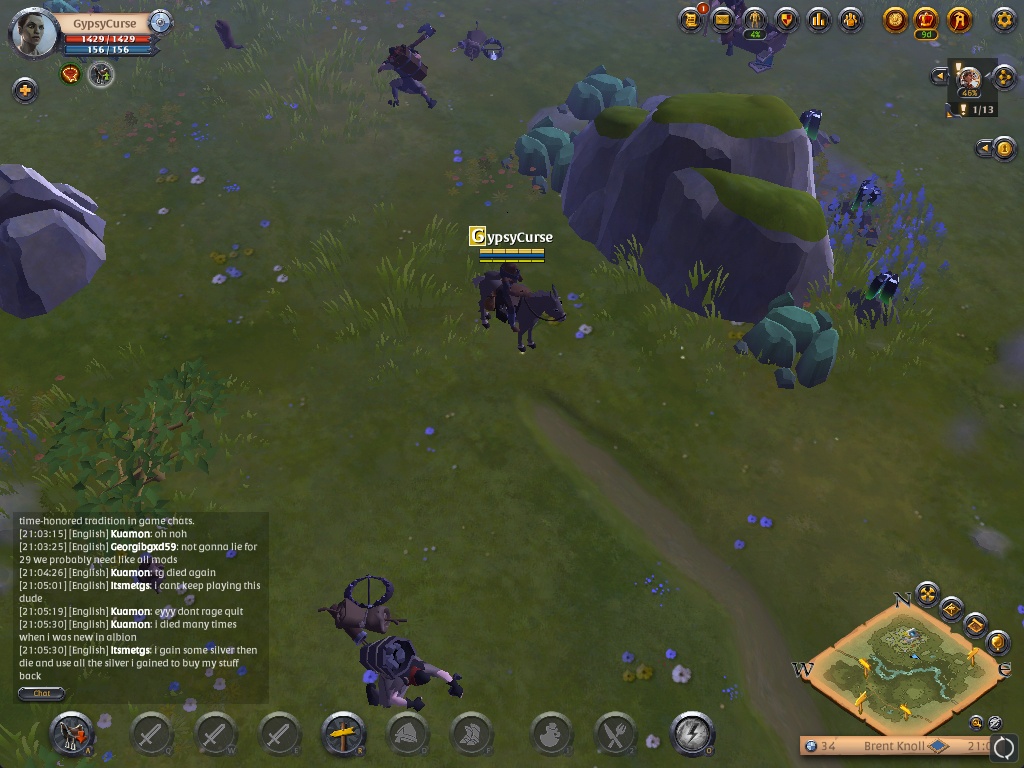 GypsyCurse
1429 / 1429
156 / 156
1
4%
9d
46%
1/13
GypsyCurse
time-honored tradition in game chats.
[21:03:15] [English] Kuamon: oh noh
[21:03:25] [English] Georgibgxd59: not gonna lie for
29 we probably need like all mods
[21:04:26] [English] Kuamon: tg died again
[21:05:01] [English] Itsmetgs: i cant keep playing this
dude
[21:05:19] [English] Kuamon: eyyy dont rage quit
[21:05:30] [English] Kuamon: I died many times
when i was new in albion
[21:05:30] [English] Itsmetgs: i gain some silver then
die and use all the silver i gained to buy my stuff
back
Chat
N
W
E
A
Q
W
E
R
D
F
34
Brent Knoll